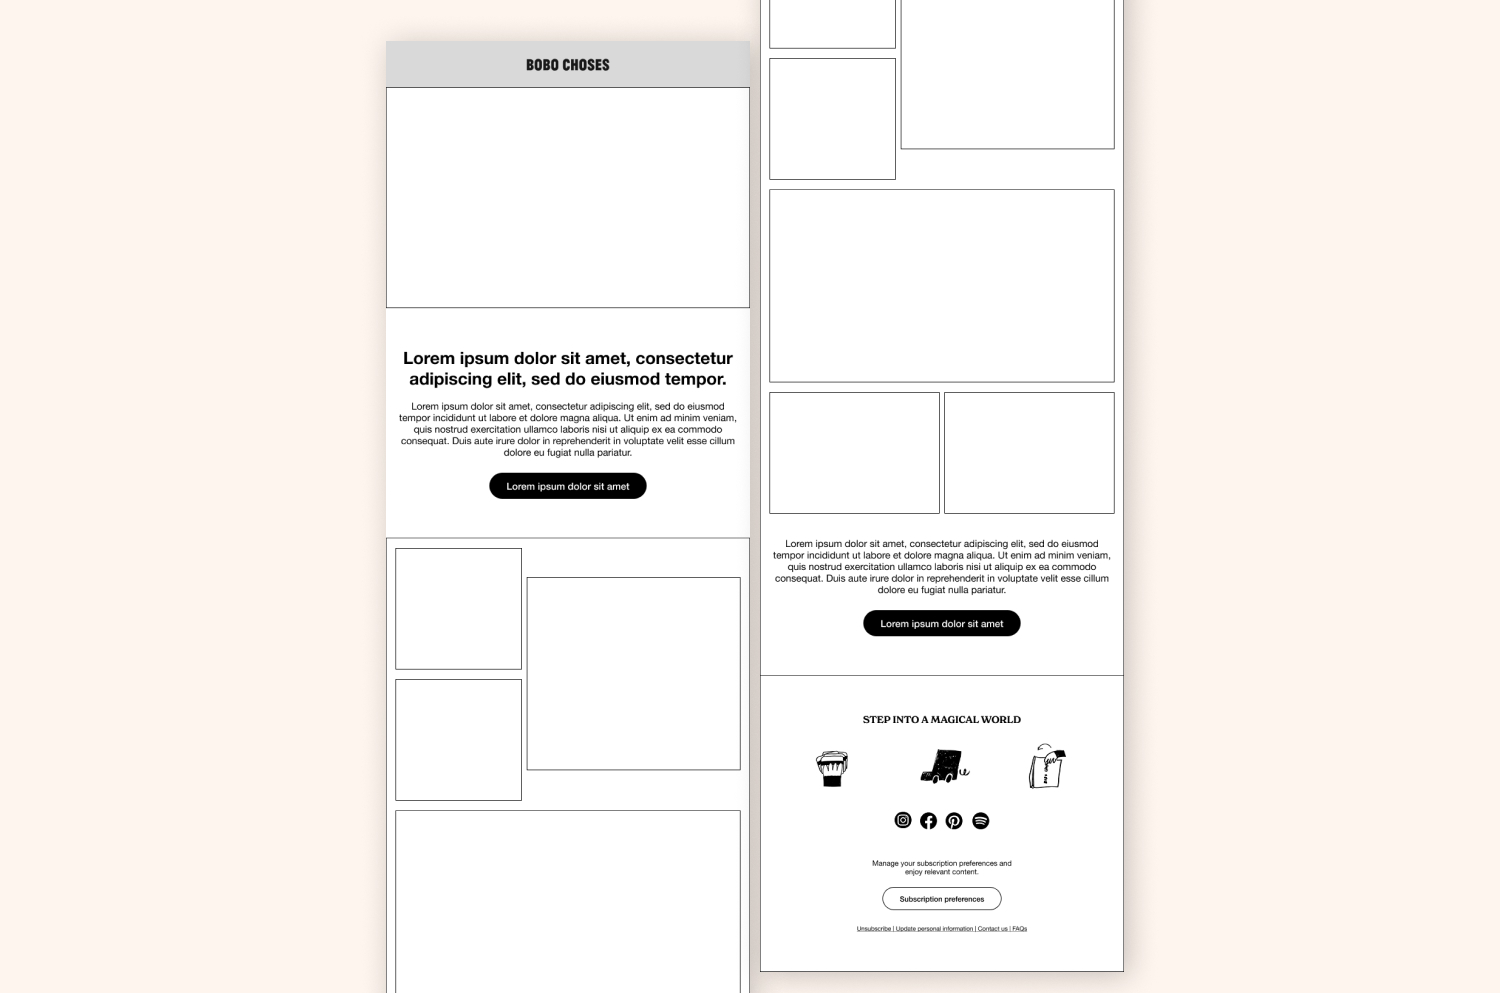 BOBO CHOSES
Lorem ipsum dolor sit amet, consectetur
adipiscing elit, sed do eiusmod tempor.
Lorem ipsum dolor sit amet, consectetur adipiscing elit, sed do eiusmod
tempor incididunt ut labore et dolore magna aliqua. Ut enim ad minim veniam,
quis nostrud exercitation ullamco laboris nisi ut aliquip ex ea commodo
consequat. Duis aute irure dolor in reprehenderit in voluptate velit esse cillum
dolore eu fugiat nulla pariatur.
Lorem ipsum dolor sit amet
Lorem ipsum dolor sit amet, consectetur adipiscing elit, sed do eiusmod
tempor incididunt ut labore et dolore magna aliqua. Ut enim ad minim veniam,
quis nostrud exercitation ullamco laboris nisi ut aliquip ex ea commodo
consequat. Duis aute irure dolor in reprehenderit in voluptate velit esse cillum
dolore eu fugiat nulla pariatur.
Lorem ipsum dolor sit amet
STEP INTO A MAGICAL WORLD
Manage your subscription preferences and
enjoy relevant content.
Subscription preferences
Unsubscribe | Update personal information | Contact us | FAQs